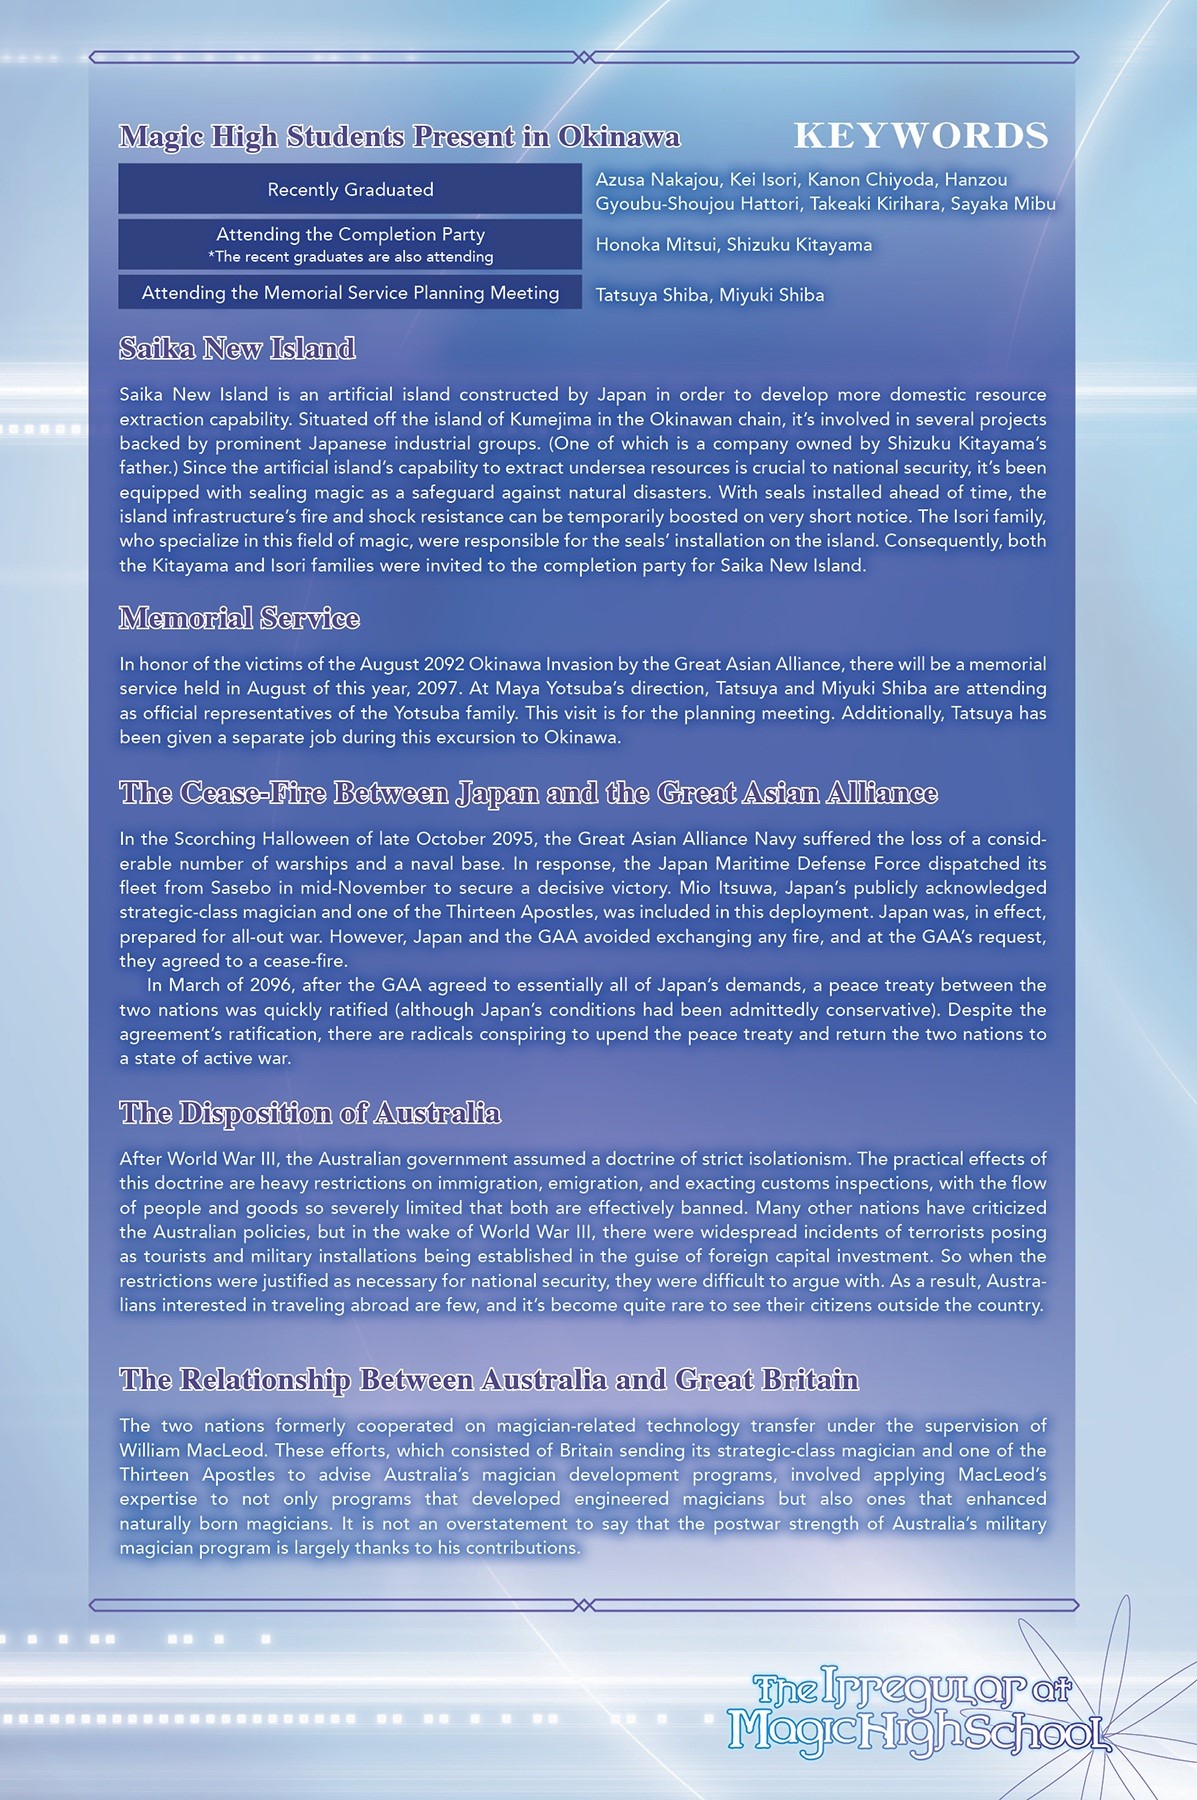 Magic High Students Present in Okinawa
KEYWORDS
Recently Graduated
Azusa Nakajou, Kei Isori, Kanon Chiyoda, Hanzou
Gyoubu-Shoujou Hattori, Takeaki Kirihara, Sayaka Mibu
Attending the Completion Party
*The recent graduates are also attending
Honoka Mitsui, Shizuku Kitayama
Attending the Memorial Service Planning Meeting
Tatsuya Shiba, Miyuki Shiba
Saika New Island
Saika New Island is an artificial island constructed by Japan in order to develop more domestic resource
extraction capability. Situated off the island of Kumejima in the Okinawan chain, it's involved in several projects
backed by prominent Japanese industrial groups. (One of which is a company owned by Shizuku Kitayama's
father.) Since the artificial island's capability to extract undersea resources is crucial to national security, it's been
equipped with sealing magic as a safeguard against natural disasters. With seals installed ahead of time, the
island infrastructure's fire and shock resistance can be temporarily boosted on very short notice. The Isori family,
who specialize in this field of magic, were responsible for the seals' installation on the island. Consequently, both
the Kitayama and Isori families were invited to the completion party for Saika New Island.
Memorial Service
In honor of the victims of the August 2092 Okinawa Invasion by the Great Asian Alliance, there will be a memorial
service held in August of this year, 2097. At Maya Yotsuba's direction, Tatsuya and Miyuki Shiba are attending
as official representatives of the Yotsuba family. This visit is for the planning meeting. Additionally, Tatsuya has
been given a separate job during this excursion to Okinawa.
The Cease-Fire Between Japan and the Great Asian Alliance
In the Scorching Halloween of late October 2095, the Great Asian Alliance Navy suffered the loss of a consid-
erable number of warships and a naval base. In response, the Japan Maritime Defense Force dispatched its
fleet from Sasebo in mid-November to secure a decisive victory. Mio Itsuwa, Japan's publicly acknowledged
strategic-class magician and one of the Thirteen Apostles, was included in this deployment. Japan was, in effect,
prepared for all-out war. However, Japan and the GAA avoided exchanging any fire, and at the GAA's request,
they agreed to a cease-fire.
In March of 2096, after the GAA agreed to essentially all of Japan's demands, a peace treaty between the
two nations was quickly ratified (although Japan's conditions had been admittedly conservative). Despite the
agreement's ratification, there are radicals conspiring to upend the peace treaty and return the two nations to
a state of active war.
The Disposition of Australia
After World War III, the Australian government assumed a doctrine of strict isolationism. The practical effects of
this doctrine are heavy restrictions on immigration, emigration, and exacting customs inspections, with the flow
of people and goods so severely limited that both are effectively banned. Many other nations have criticized
the Australian policies, but in the wake of World War III, there were widespread incidents of terrorists posing
as tourists and military installations being established in the guise of foreign capital investment. So when the
restrictions were justified as necessary for national security, they were difficult to argue with. As a result, Austra-
lians interested in traveling abroad are few, and it's become quite rare to see their citizens outside the country.
The Relationship Between Australia and Great Britain
The two nations formerly cooperated on magician-related technology transfer under the supervision of
William MacLeod. These efforts, which consisted of Britain sending its strategic-class magician and one of the
Thirteen Apostles to advise Australia's magician development programs, involved applying MacLeod's
expertise to not only programs that developed engineered magicians but also ones that enhanced
naturally born magicians. It is not an overstatement to say that the postwar strength of Australia's military
magician program is largely thanks to his contributions.
The Irregular at
Magic High School